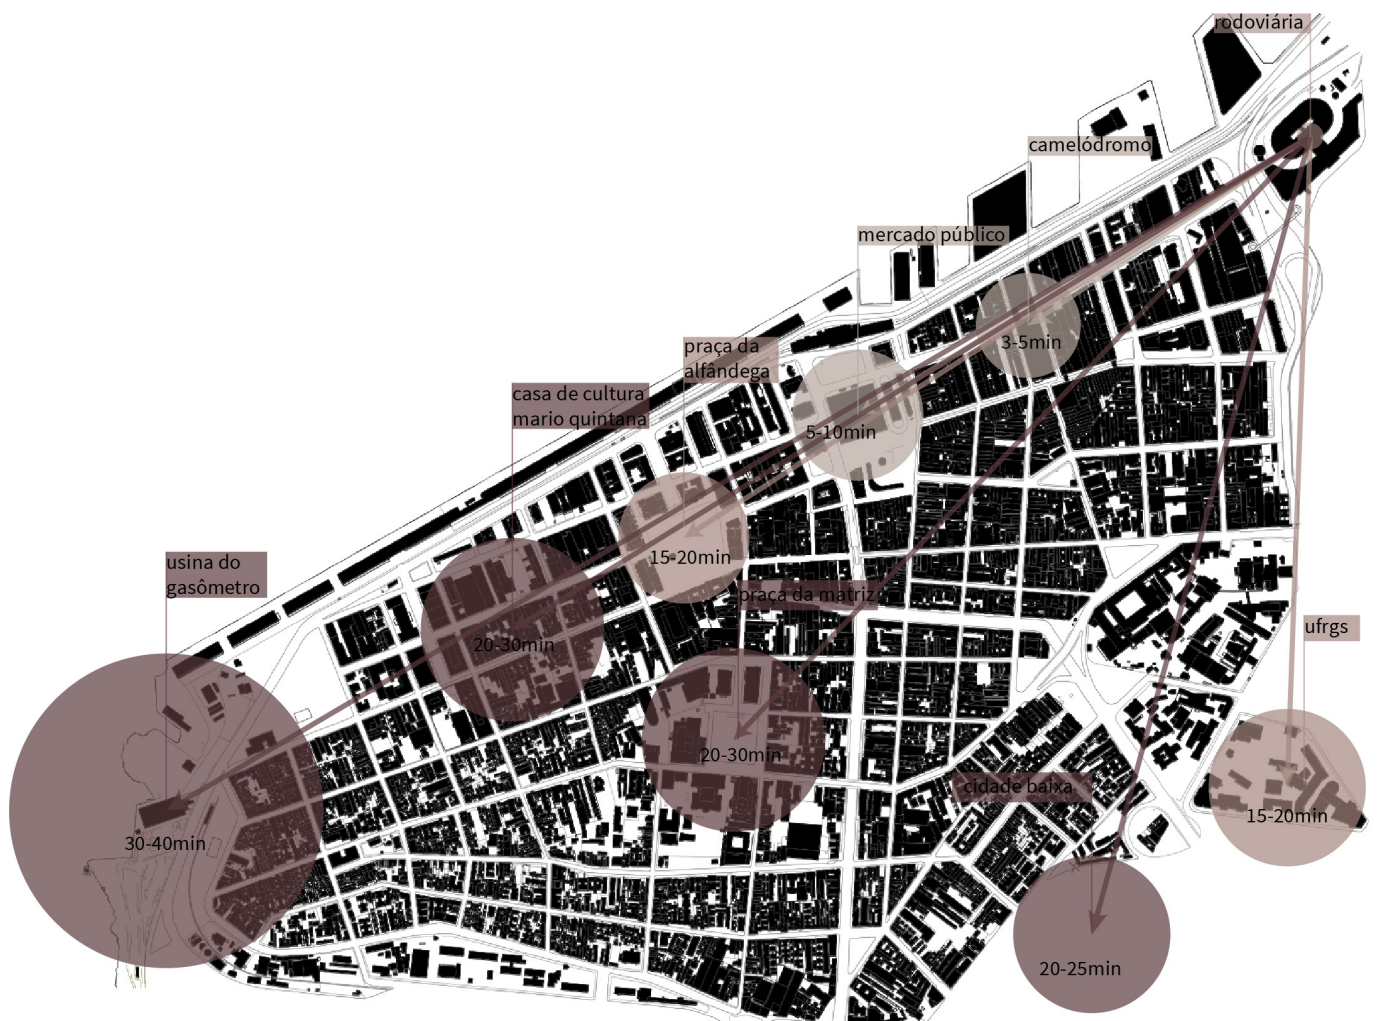 rodoviária
camelódromo
mercado público
3-5min
praça da
alfândega
casa de cultura
mario quintana
5-10min
15-20min
usina do
gasômetro
praça da matriz
ufrgs
20-30min
20-30min
cidade baixa
15-20min
30-40min
20-25min